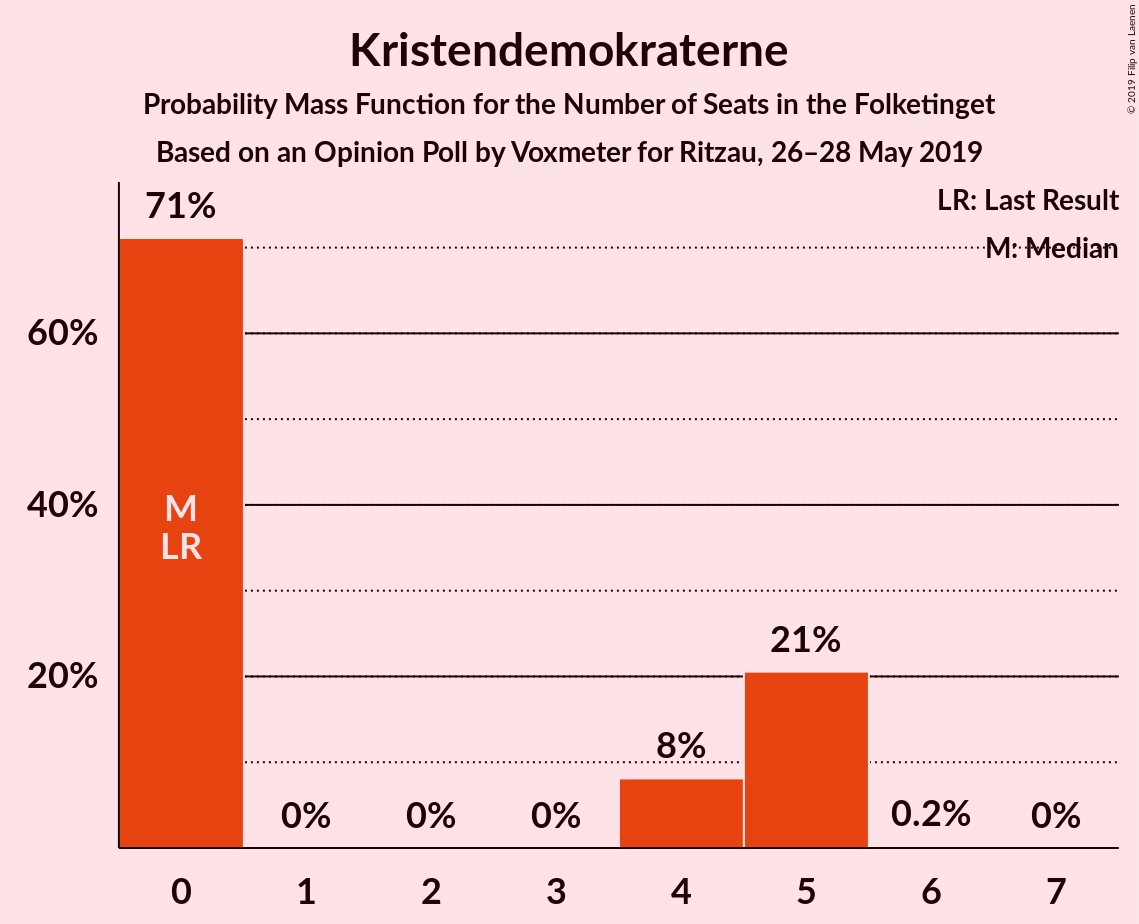 Kristendemokraterne
Probability Mass Function for the Number of Seats in the Folketinget
Based on an Opinion Poll by Voxmeter for Ritzau, 26–28 May 2019
© 2019 Filip van Laenen
LR: Last Result
M: Median
71%
60%
40%
20%
M
LR
0%
0%
0%
8%
21%
0.2%
0%
0
1
2
3
4
5
6
7